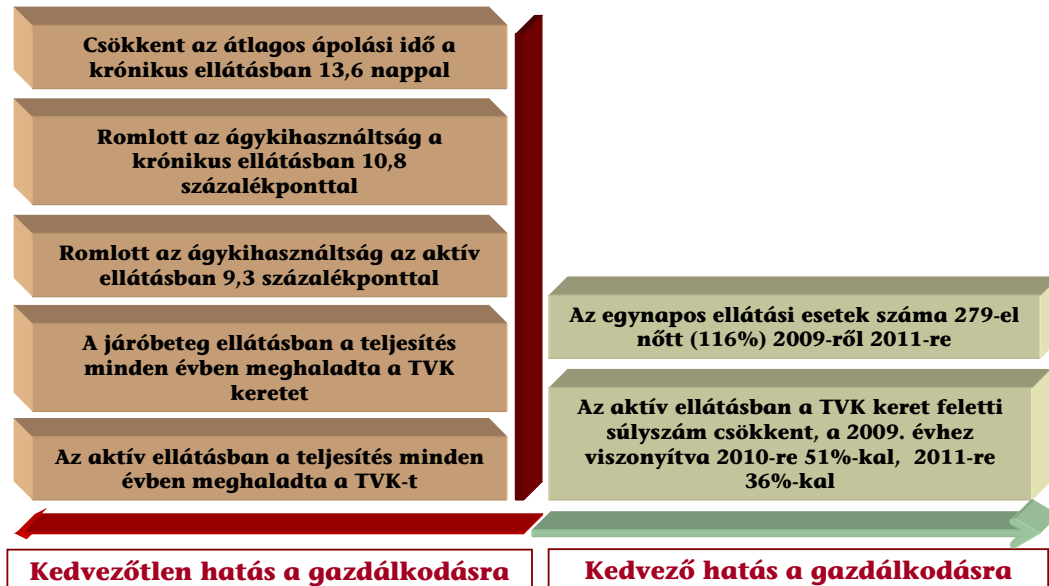 Csökkent az átlagos ápolási idő a
krónikus ellátásban 13,6 nappal
Romlott az ágykihasználtság a
krónikus ellátásban 10,8
százalékponttal
Romlott az ágykihasználtság az aktív
ellátásban 9,3 százalékponttal
A járóbeteg ellátásban a teljesítés
minden évben meghaladta a TVK
keretet
Az aktív ellátásban a teljesítés minden
évben meghaladta a TVK-t
Kedvezőtlen hatás a gazdálkodásra
Az egynapos ellátási esetek száma 279-el
nőtt (116%) 2009-ről 2011-re
Az aktív ellátásban a TVK keret feletti
súlyszám csökkent, a 2009. évhez
viszonyítva 2010-re 51%-kal, 2011-re
36%-kal
Kedvező hatás a gazdálkodásra